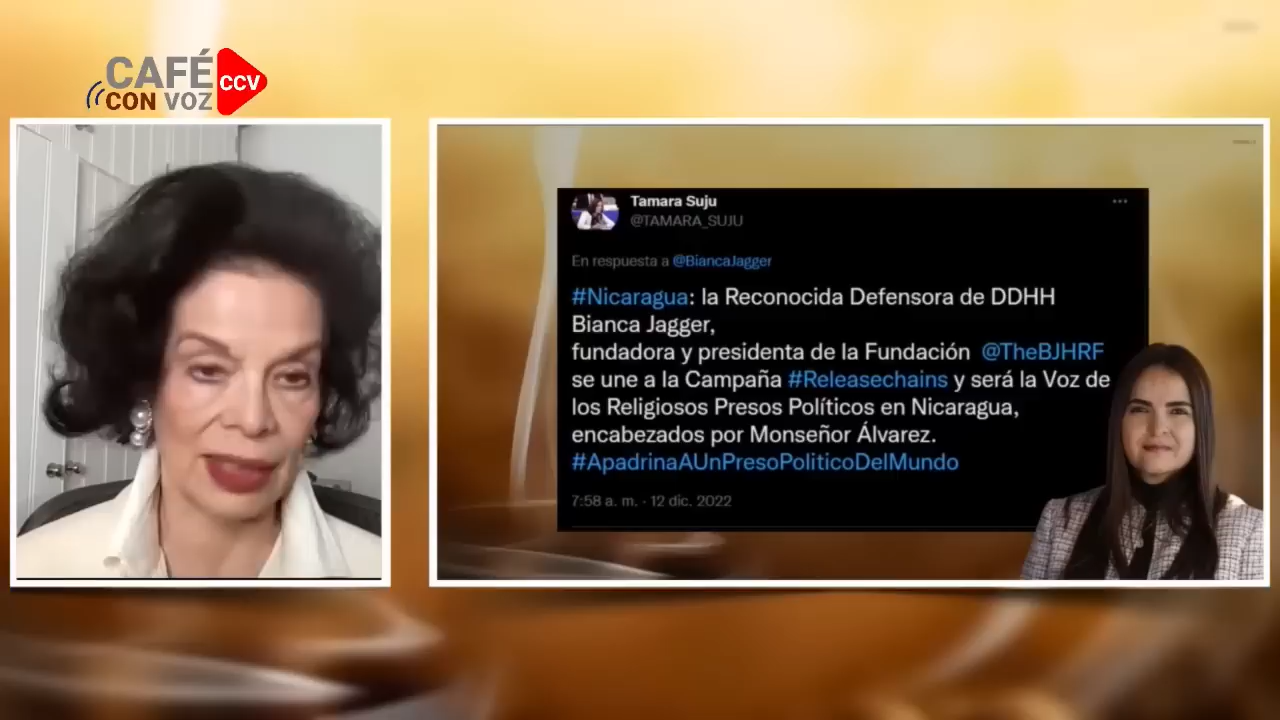 CAFÉ
CON VOZ
CCV
Tamara Suju
@TAMARA_SUJU
En respuesta a @BiancaJagger
#Nicaragua: la Reconocida Defensora de DDHH
Bianca Jagger,
fundadora y presidenta de la Fundación @TheBJHRF
se une a la Campaña #Releasechains y será la Voz de
los Religiosos Presos Políticos en Nicaragua,
encabezados por Monseñor Álvarez.
#ApadrinaAUnPresoPoliticoDelMundo
7:58 a. m. · 12 dic. 2022